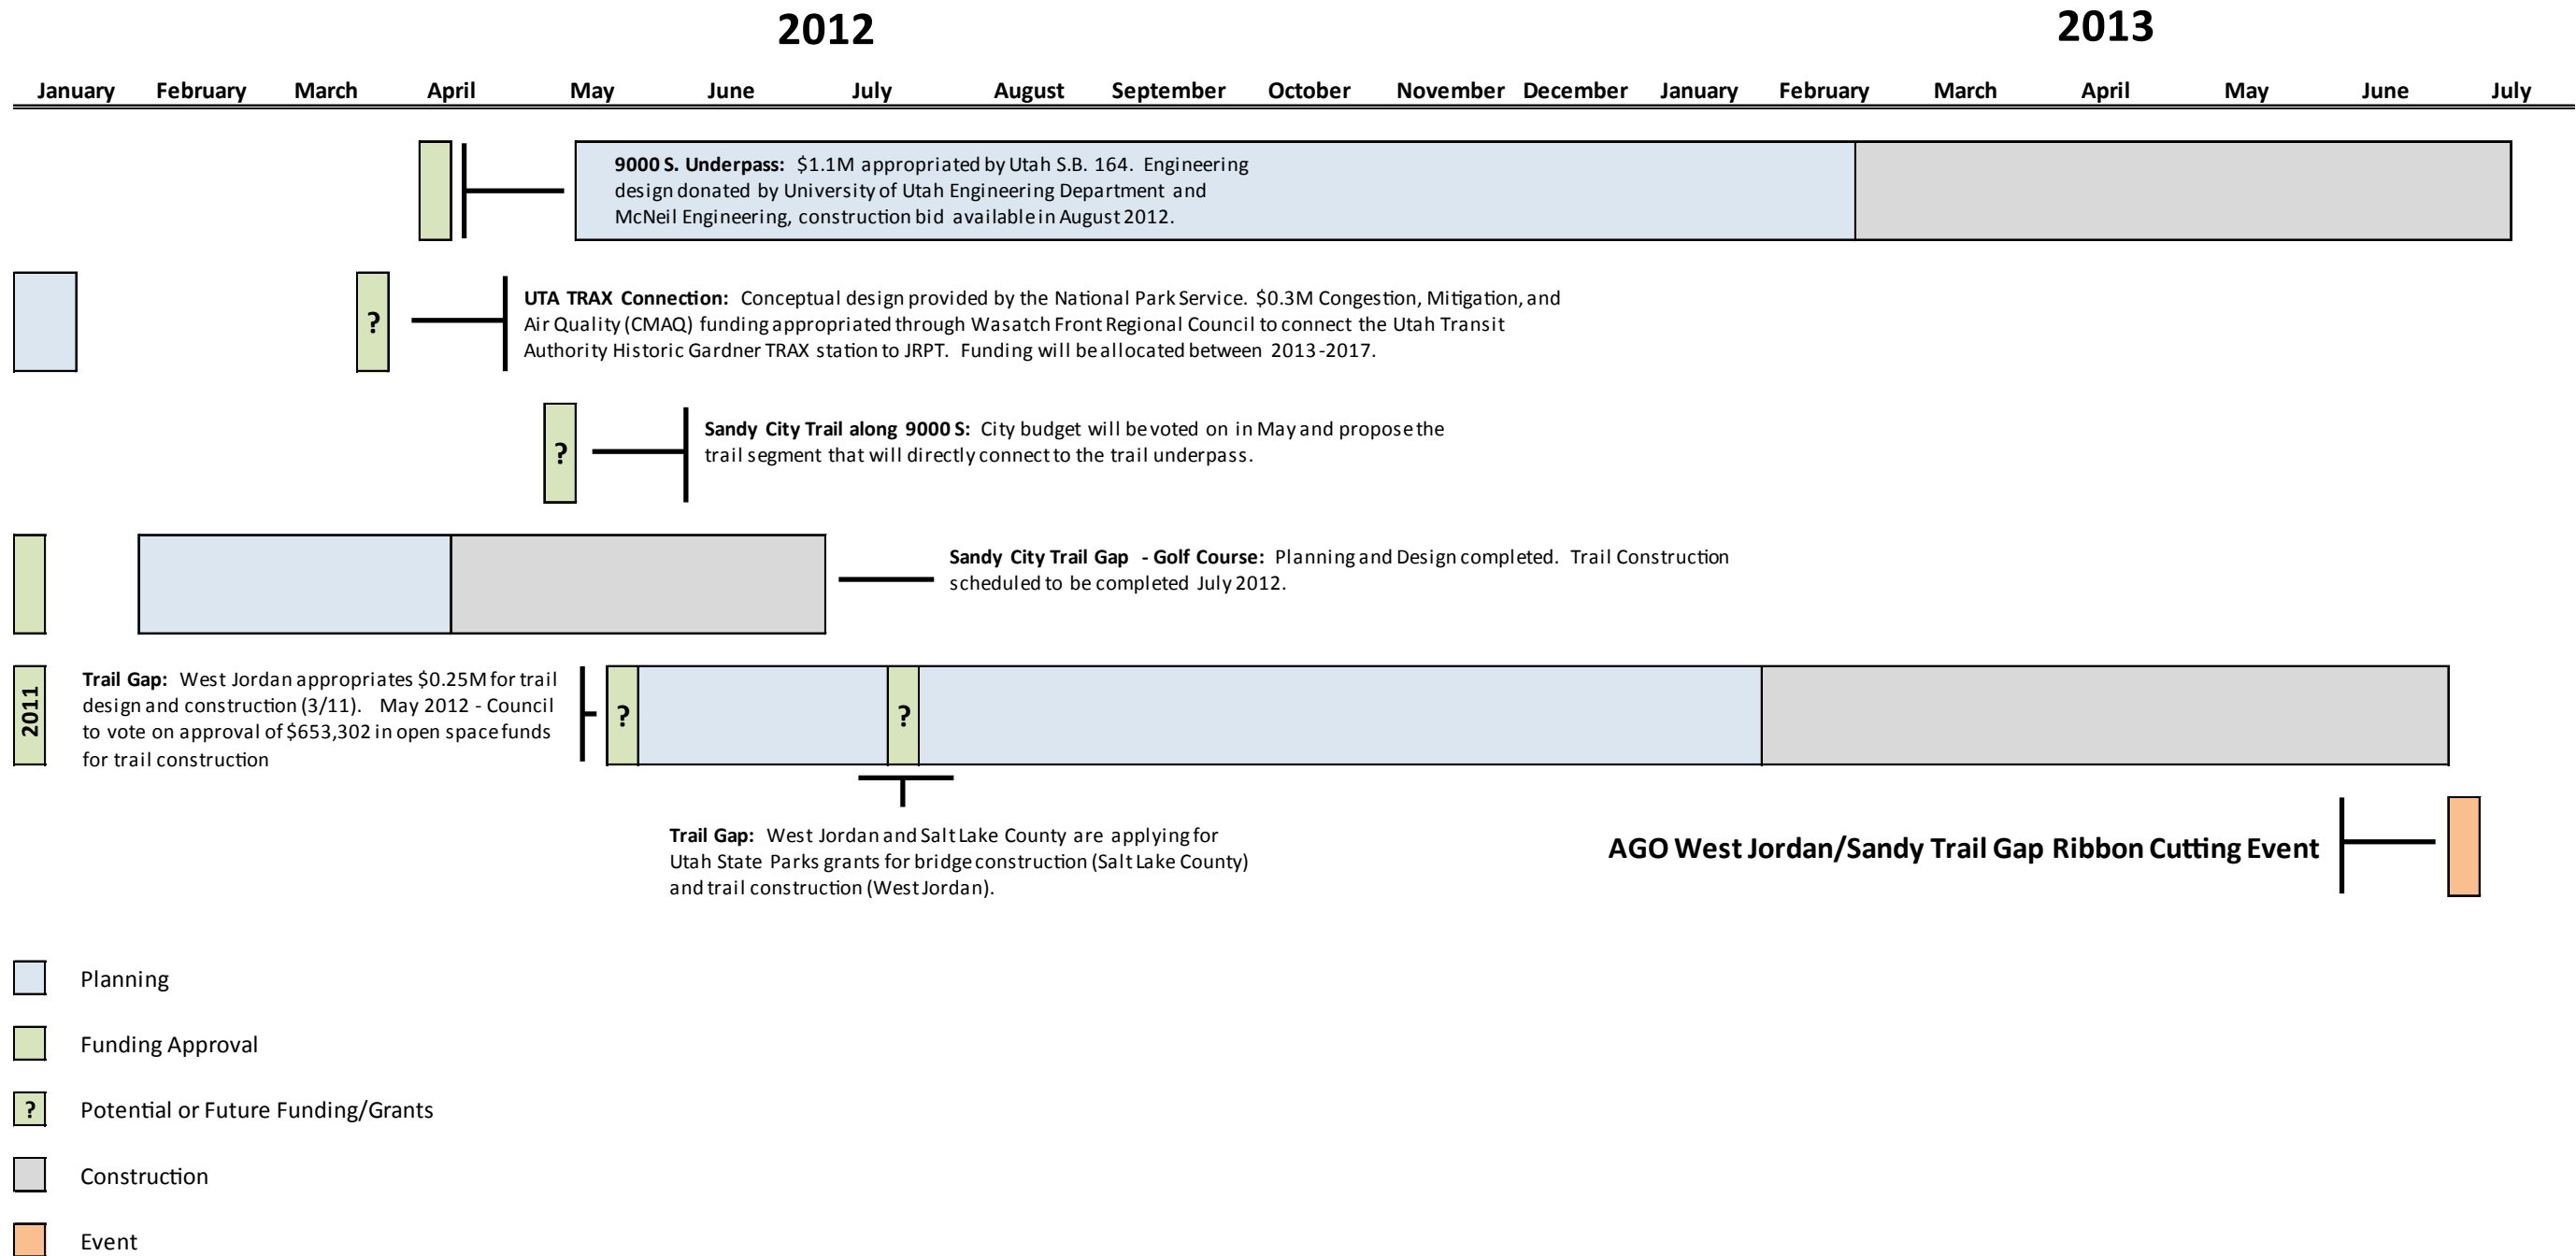 2012
2013
January February March April May June July August September October November December January February March April May June July
9000 S. Underpass: $1.1M appropriated by Utah S.B. 164. Engineering
design donated by University of Utah Engineering Department and
McNeil Engineering, construction bid available in August 2012.
?
UTA TRAX Connection: Conceptual design provided by the National Park Service. $0.3M Congestion, Mitigation, and
Air Quality (CMAQ) funding appropriated through Wasatch Front Regional Council to connect the Utah Transit
Authority Historic Gardner TRAX station to JRPT. Funding will be allocated between 2013-2017.
?
Sandy City Trail along 9000 S: City budget will be voted on in May and propose the
trail segment that will directly connect to the trail underpass.
Sandy City Trail Gap - Golf Course: Planning and Design completed. Trail Construction
scheduled to be completed July 2012.
2011
Trail Gap: West Jordan appropriates $0.25M for trail
design and construction (3/11). May 2012 - Council
to vote on approval of $653,302 in open space funds
for trail construction
?
?
Trail Gap: West Jordan and Salt Lake County are applying for
Utah State Parks grants for bridge construction (Salt Lake County)
and trail construction (West Jordan).
AGO West Jordan/Sandy Trail Gap Ribbon Cutting Event
Planning
Funding Approval
? Potential or Future Funding/Grants
Construction
Event